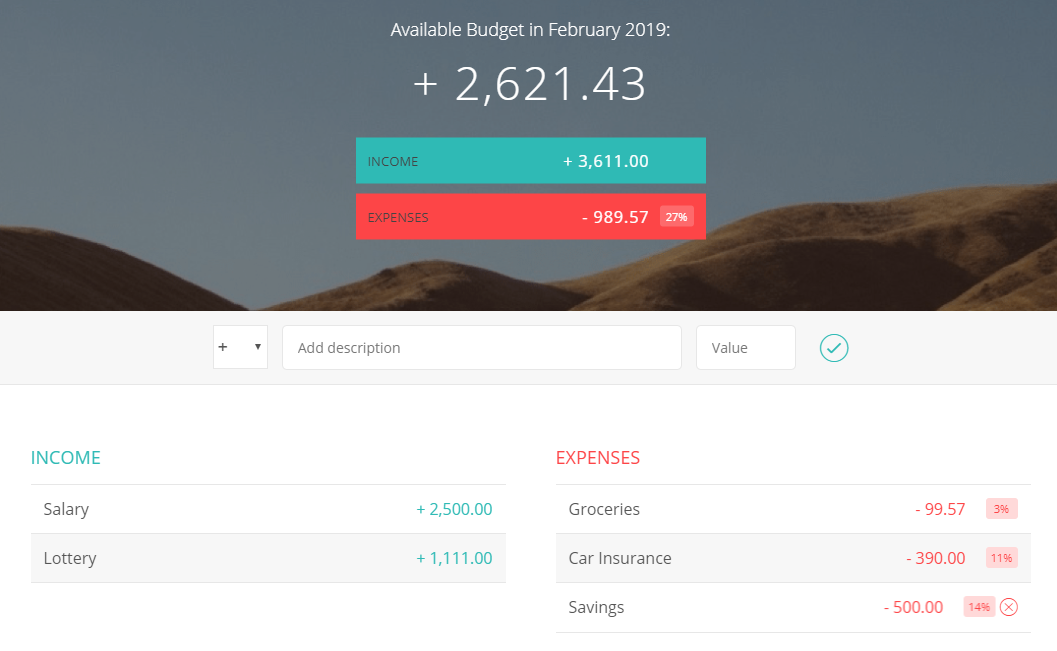 Available Budget in February 2019:
+ 2,621.43
INCOME + 3,611.00
EXPENSES - 989.57 27%
+ Add description Value
INCOME
Salary + 2,500.00
Lottery + 1,111.00
EXPENSES
Groceries - 99.57 3%
Car Insurance - 390.00 11%
Savings - 500.00 14%